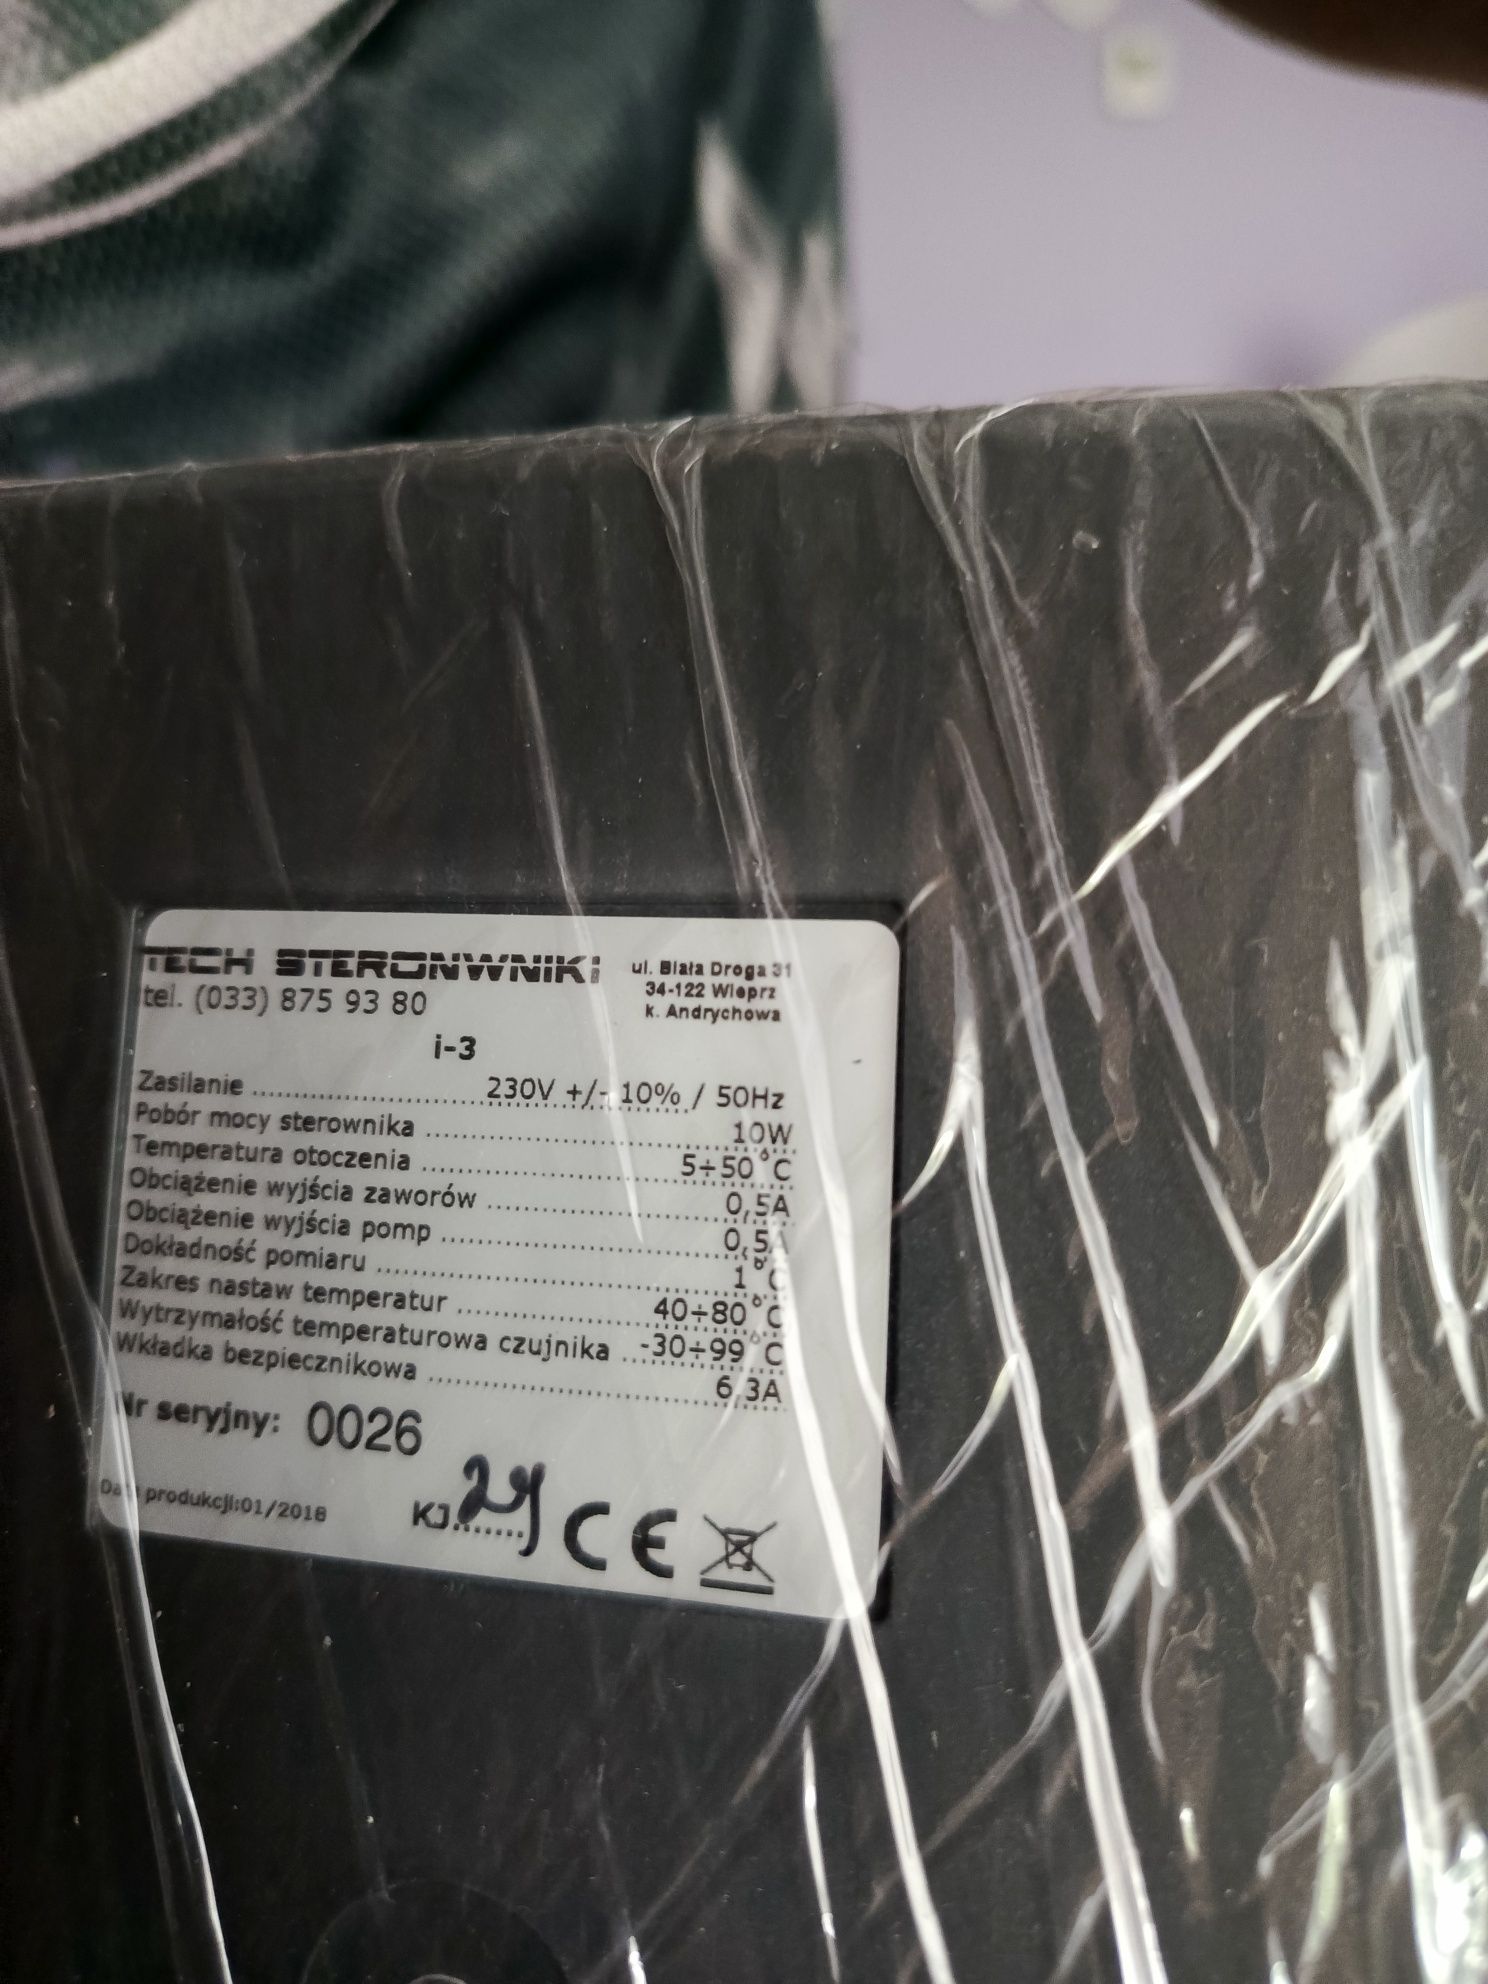 TECH STERONWNIKI
tel. (033) 875 93 80
ul. Biała Droga 31
34-122 Wieprz
k. Andrychowa
i-3
Zasilanie ........................ 230V +/- 10% / 50Hz
Pobór mocy sterownika ........................ 10W
Temperatura otoczenia ........................ 5÷50°C
Obciążenie wyjścia zaworów ........................ 0,5A
Obciążenie wyjścia pomp ........................ 0,5A
Dokładność pomiaru ........................ 1°C
Zakres nastaw temperatur ........................ 40÷80°C
Wytrzymałość temperaturowa czujnika ... -30÷99°C
Wkładka bezpiecznikowa ........................ 6,3A
Nr seryjny: 0026
Data produkcji:01/2018
KJ........ CE